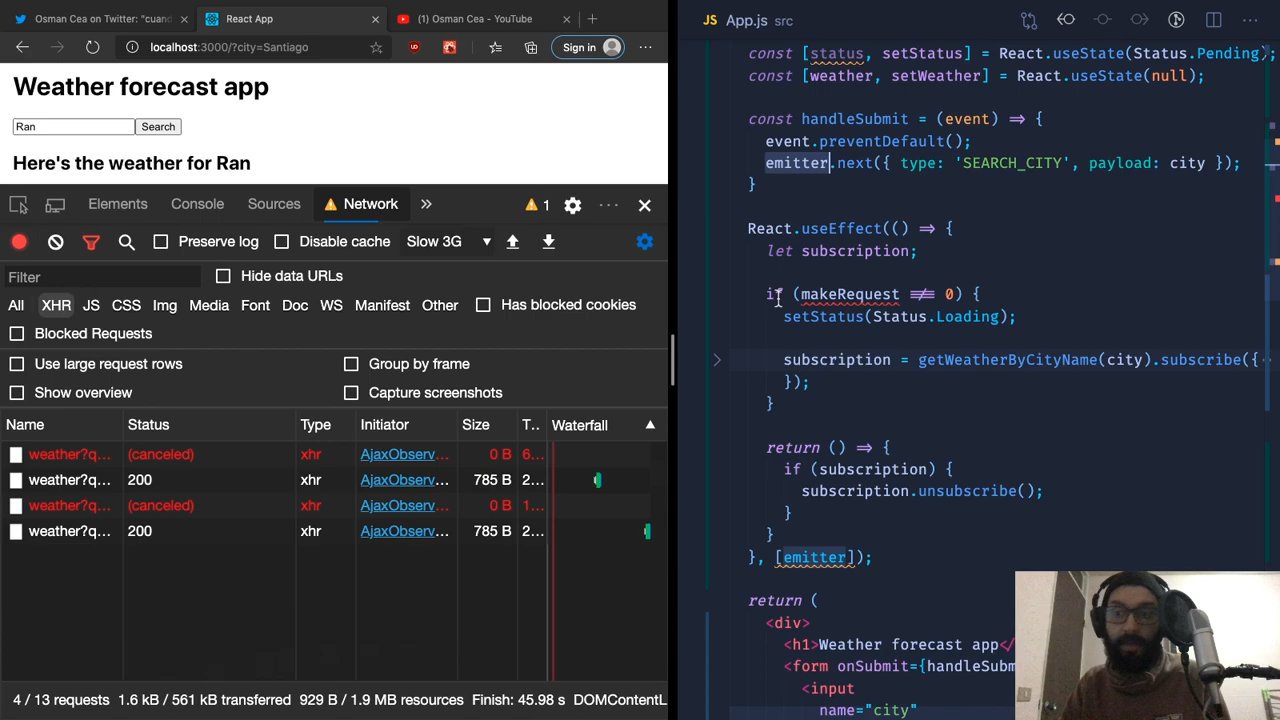 Osman Cea on Twitter: "cuand
React App
(1) Osman Cea - YouTube
localhost:3000/?city=Santiago
Sign in
Weather forecast app
Ran
Search
Here's the weather for Ran
Elements
Console
Sources
Network
1
Preserve log
Disable cache
Slow 3G
Filter
Hide data URLs
All
XHR
JS
CSS
Img
Media
Font
Doc
WS
Manifest
Other
Has blocked cookies
Blocked Requests
Use large request rows
Group by frame
Show overview
Capture screenshots
Name Status Type Initiator Size T... Waterfall
weather?q... (canceled) xhr AjaxObserv... 0 B 6...
weather?q... 200 xhr AjaxObserv... 785 B 2...
weather?q... (canceled) xhr AjaxObserv... 0 B 1...
weather?q... 200 xhr AjaxObserv... 785 B 2...
4 / 13 requests 1.6 kB / 561 kB transferred 929 B / 1.9 MB resources Finish: 45.98 s DOMContentL
JS App.js src
const [status, setStatus] = React.useState(Status.Pending);
const [weather, setWeather] = React.useState(null);
const handleSubmit = (event) => {
event.preventDefault();
emitter.next({ type: 'SEARCH_CITY', payload: city });
}
React.useEffect(() => {
let subscription;
if (makeRequest !== 0) {
setStatus(Status.Loading);
subscription = getWeatherByCityName(city).subscribe({
});
}
return () => {
if (subscription) {
subscription.unsubscribe();
}
}
}, [emitter]);
return (
<div>
<h1>Weather forecast app</
<form onSubmit={handleSubm
<input
name="city"